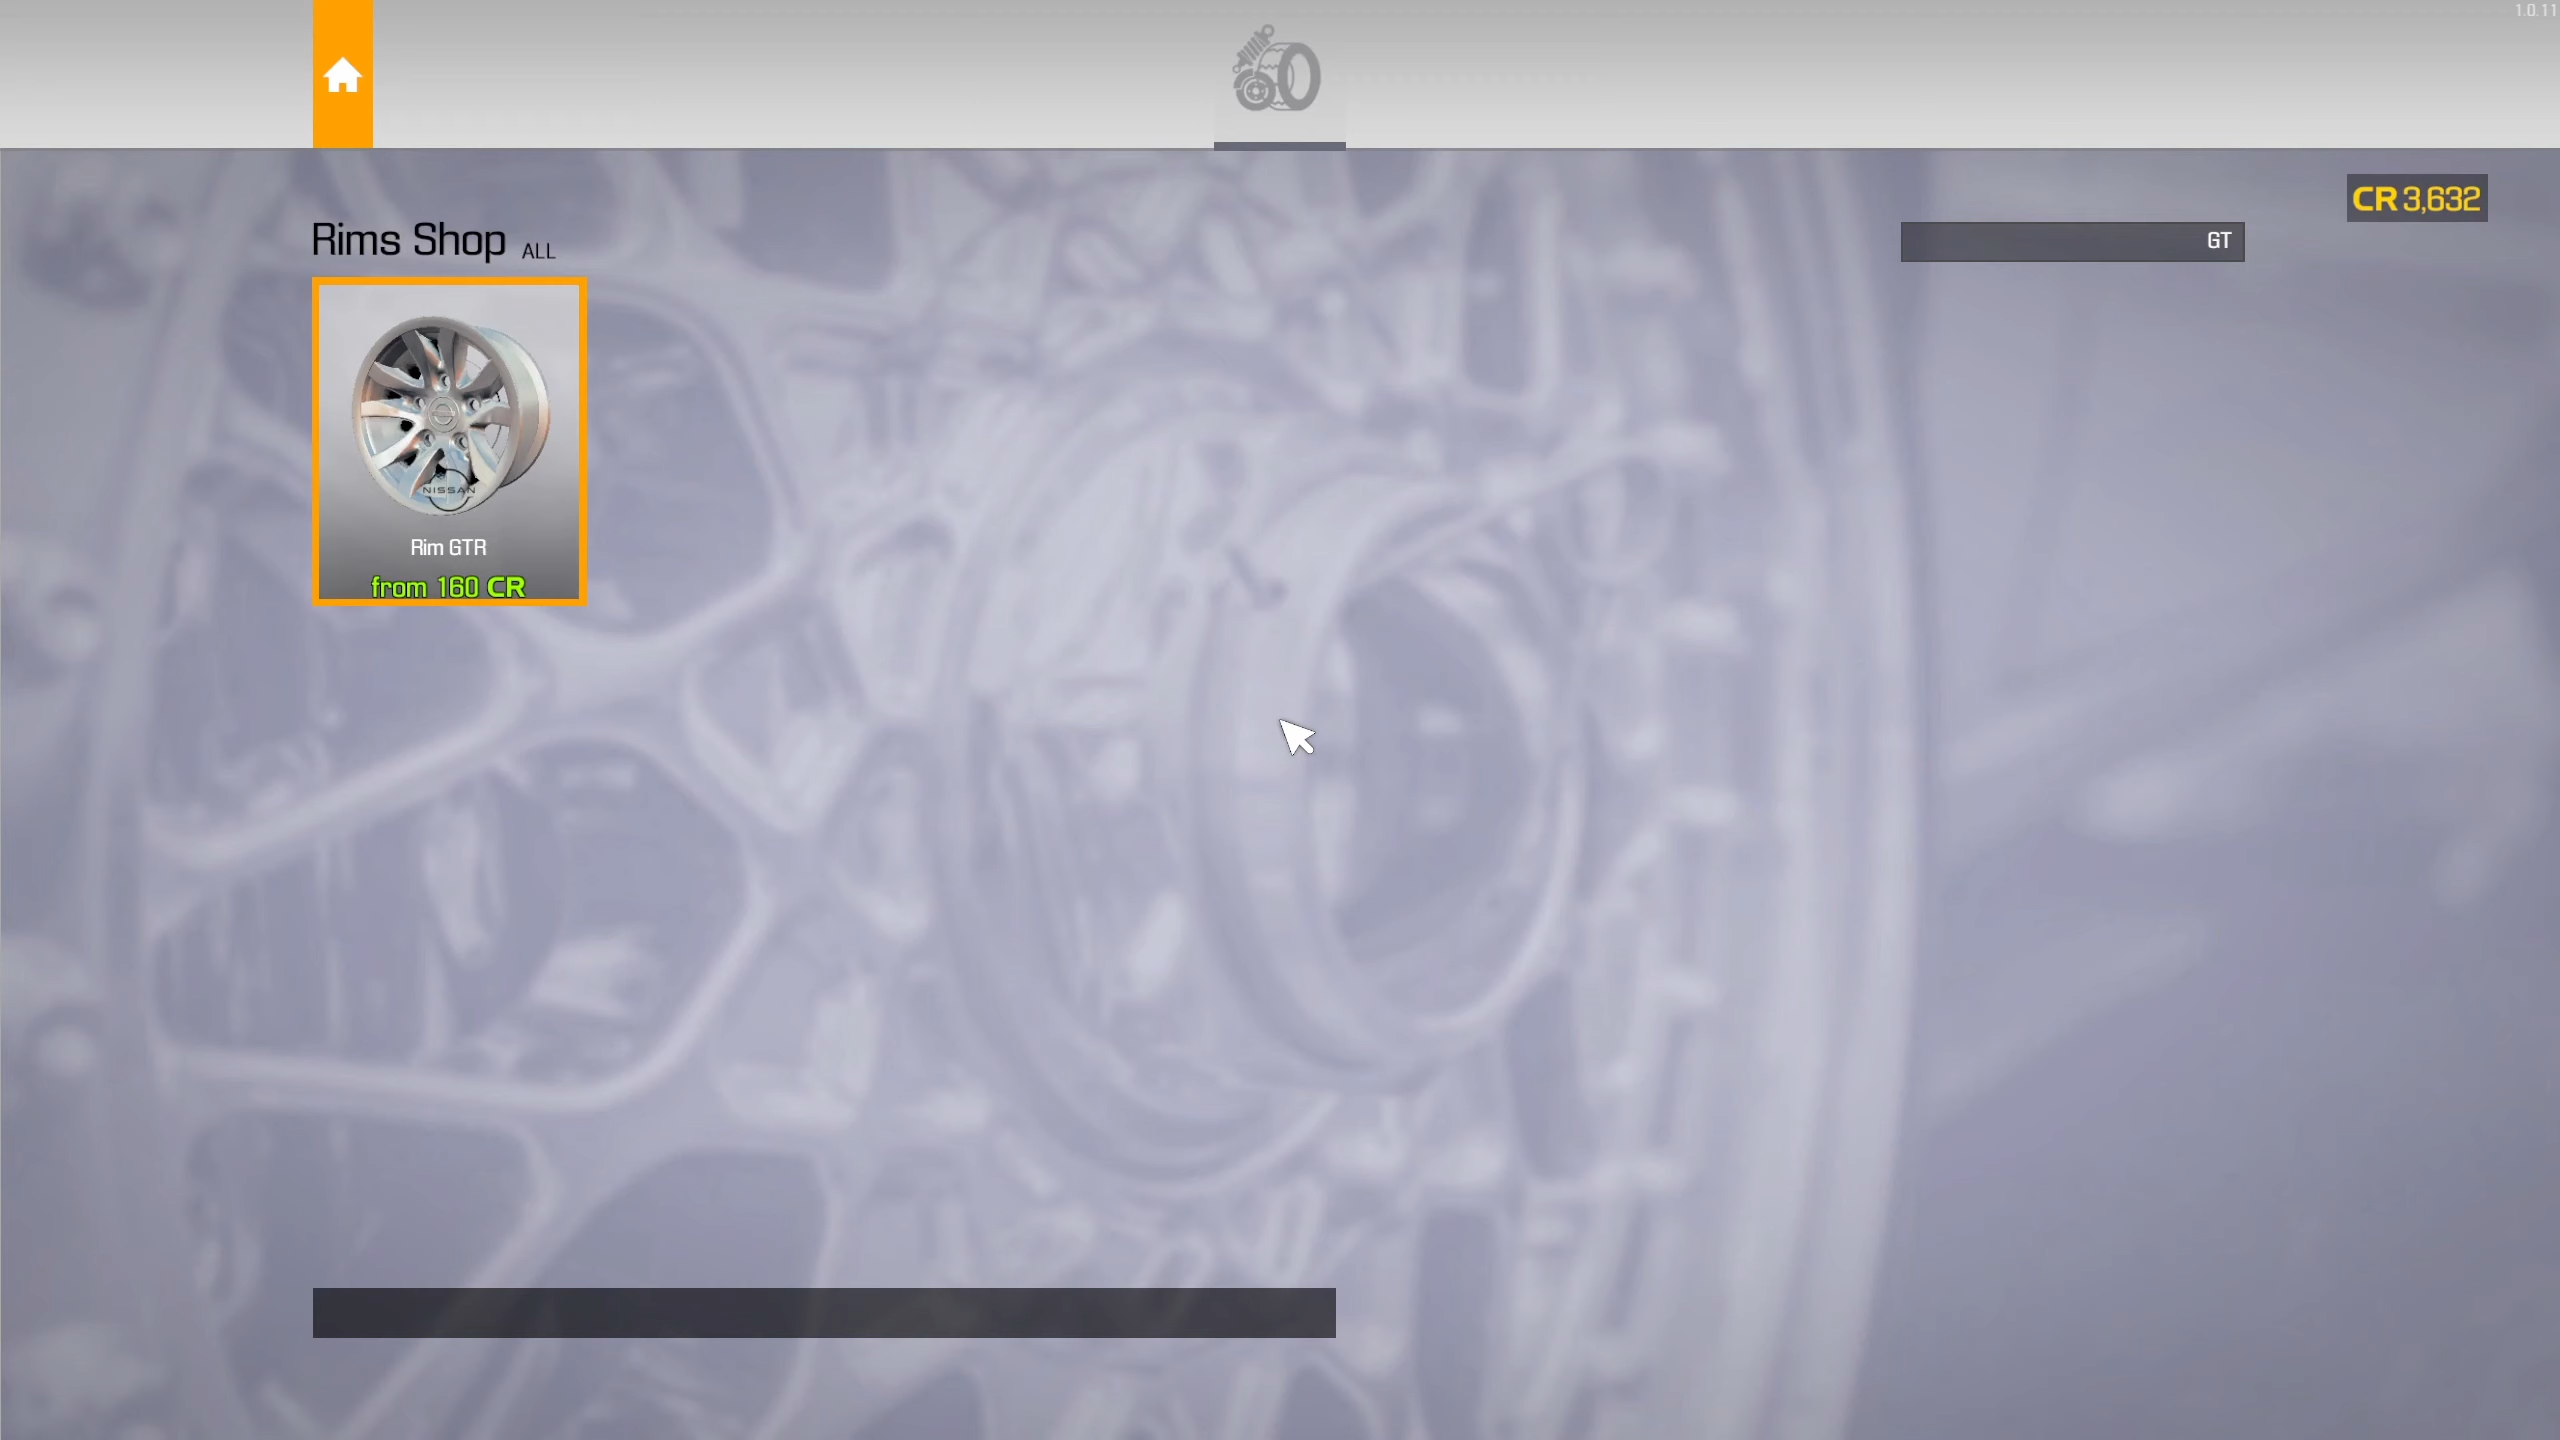 1.0.11
CR 3,632
Rims Shop ALL
GT
NISSAN
Rim GTR
from 160 CR